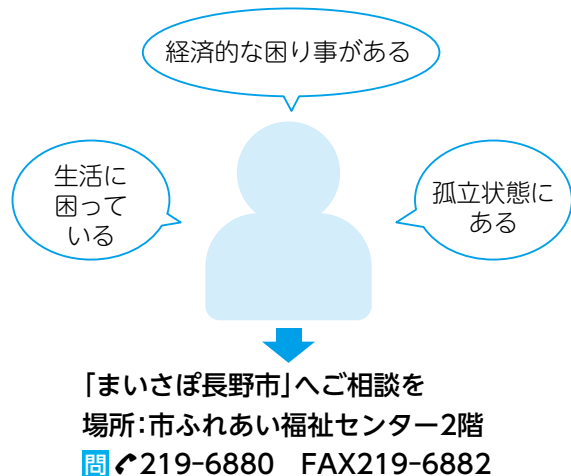 経済的な困り事がある
生活に
困って
いる
孤立状態に
ある
「まいさぽ長野市」へご相談を
場所：市ふれあい福祉センター2階
問 219-6880 FAX219-6882